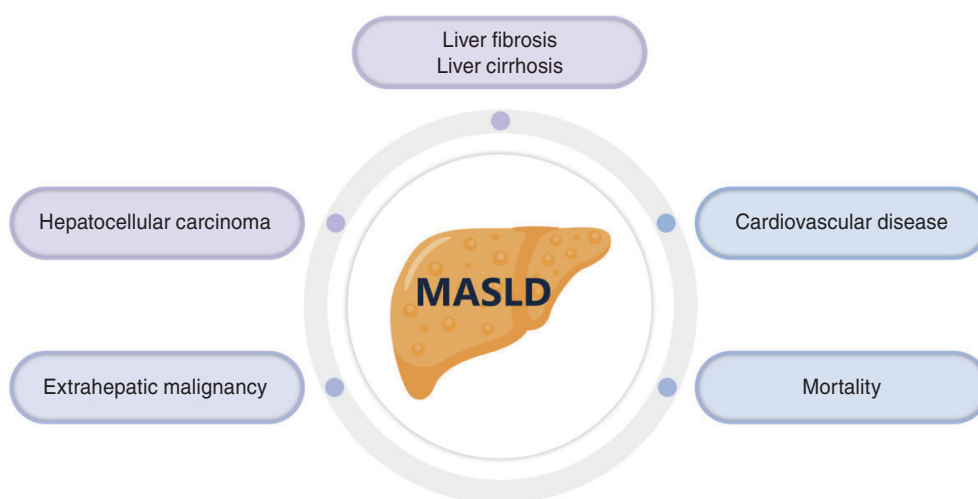 Liver fibrosis
Liver cirrhosis
Hepatocellular carcinoma
Cardiovascular disease
MASLD
Extrahepatic malignancy
Mortality